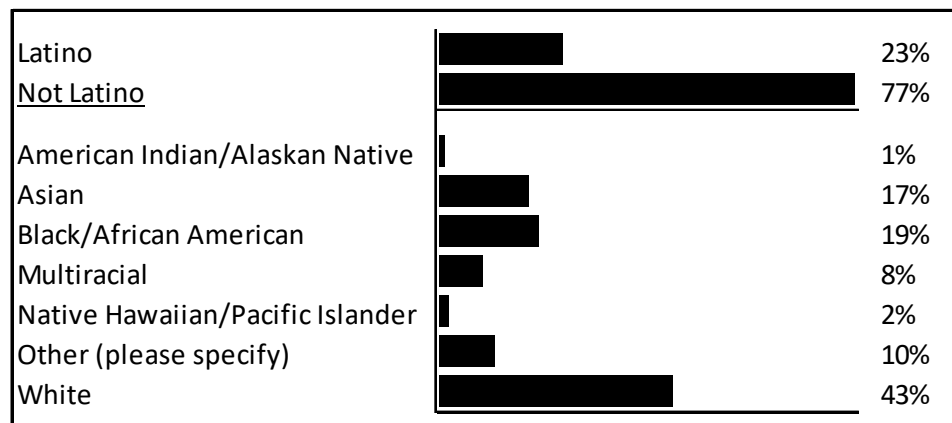 Latino 23%
Not Latino 77%
American Indian/Alaskan Native 1%
Asian 17%
Black/African American 19%
Multiracial 8%
Native Hawaiian/Pacific Islander 2%
Other (please specify) 10%
White 43%